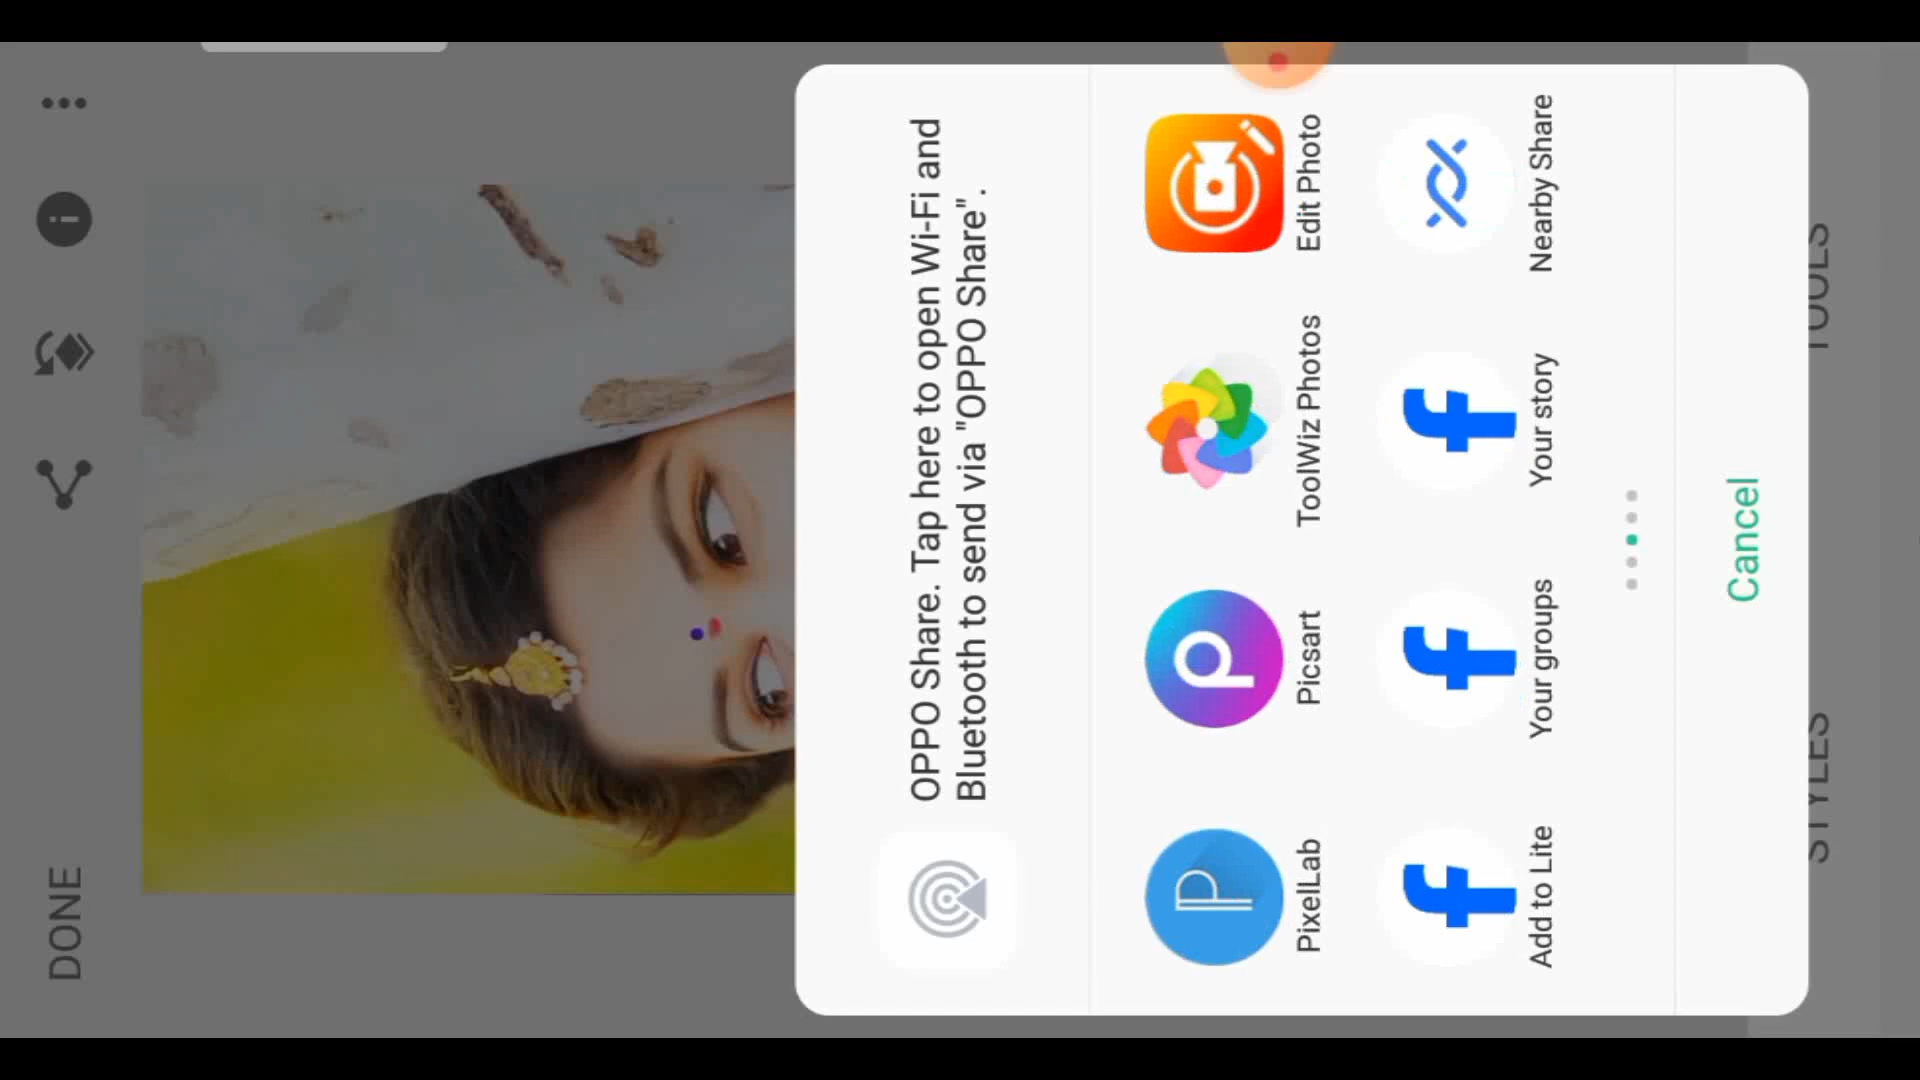 DONE
OPPO Share. Tap here to open Wi-Fi and
Bluetooth to send via "OPPO Share".
PixelLab
Picsart
ToolWiz Photos
Edit Photo
Add to Lite
Your groups
Your story
Nearby Share
Cancel
STYLES
TOOLS